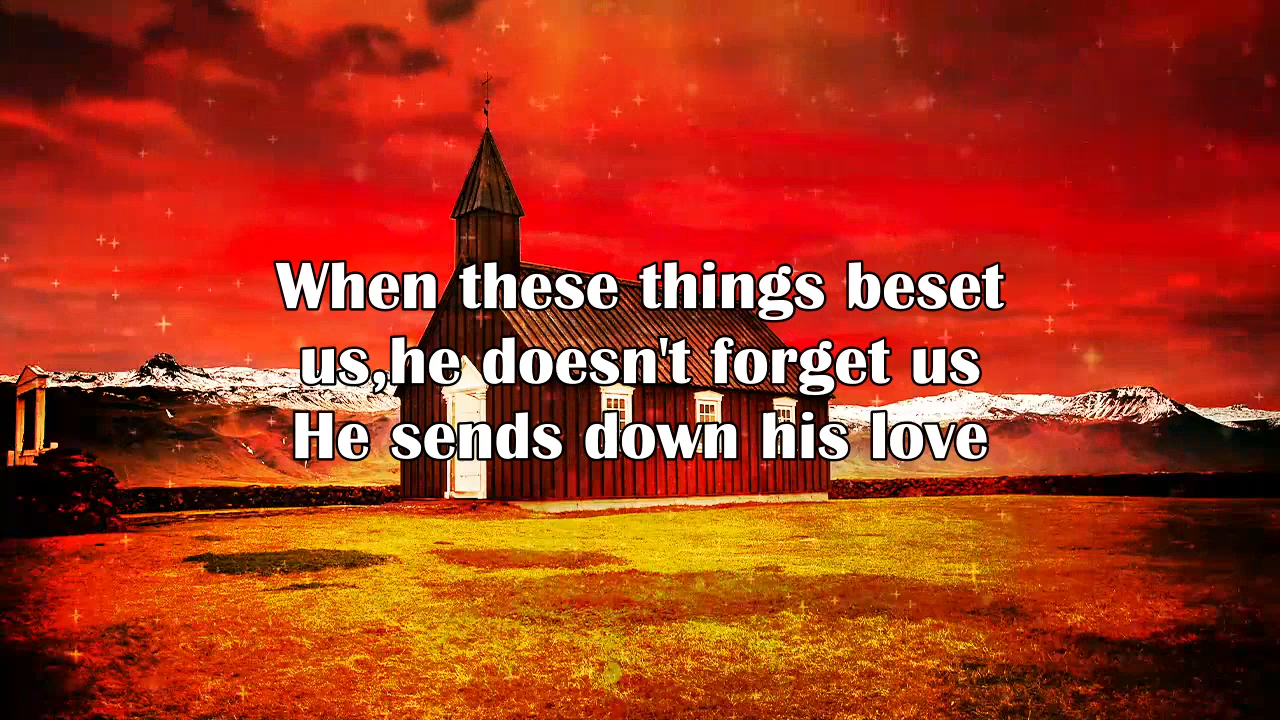 When these things beset
us,he doesn't forget us
He sends down his love